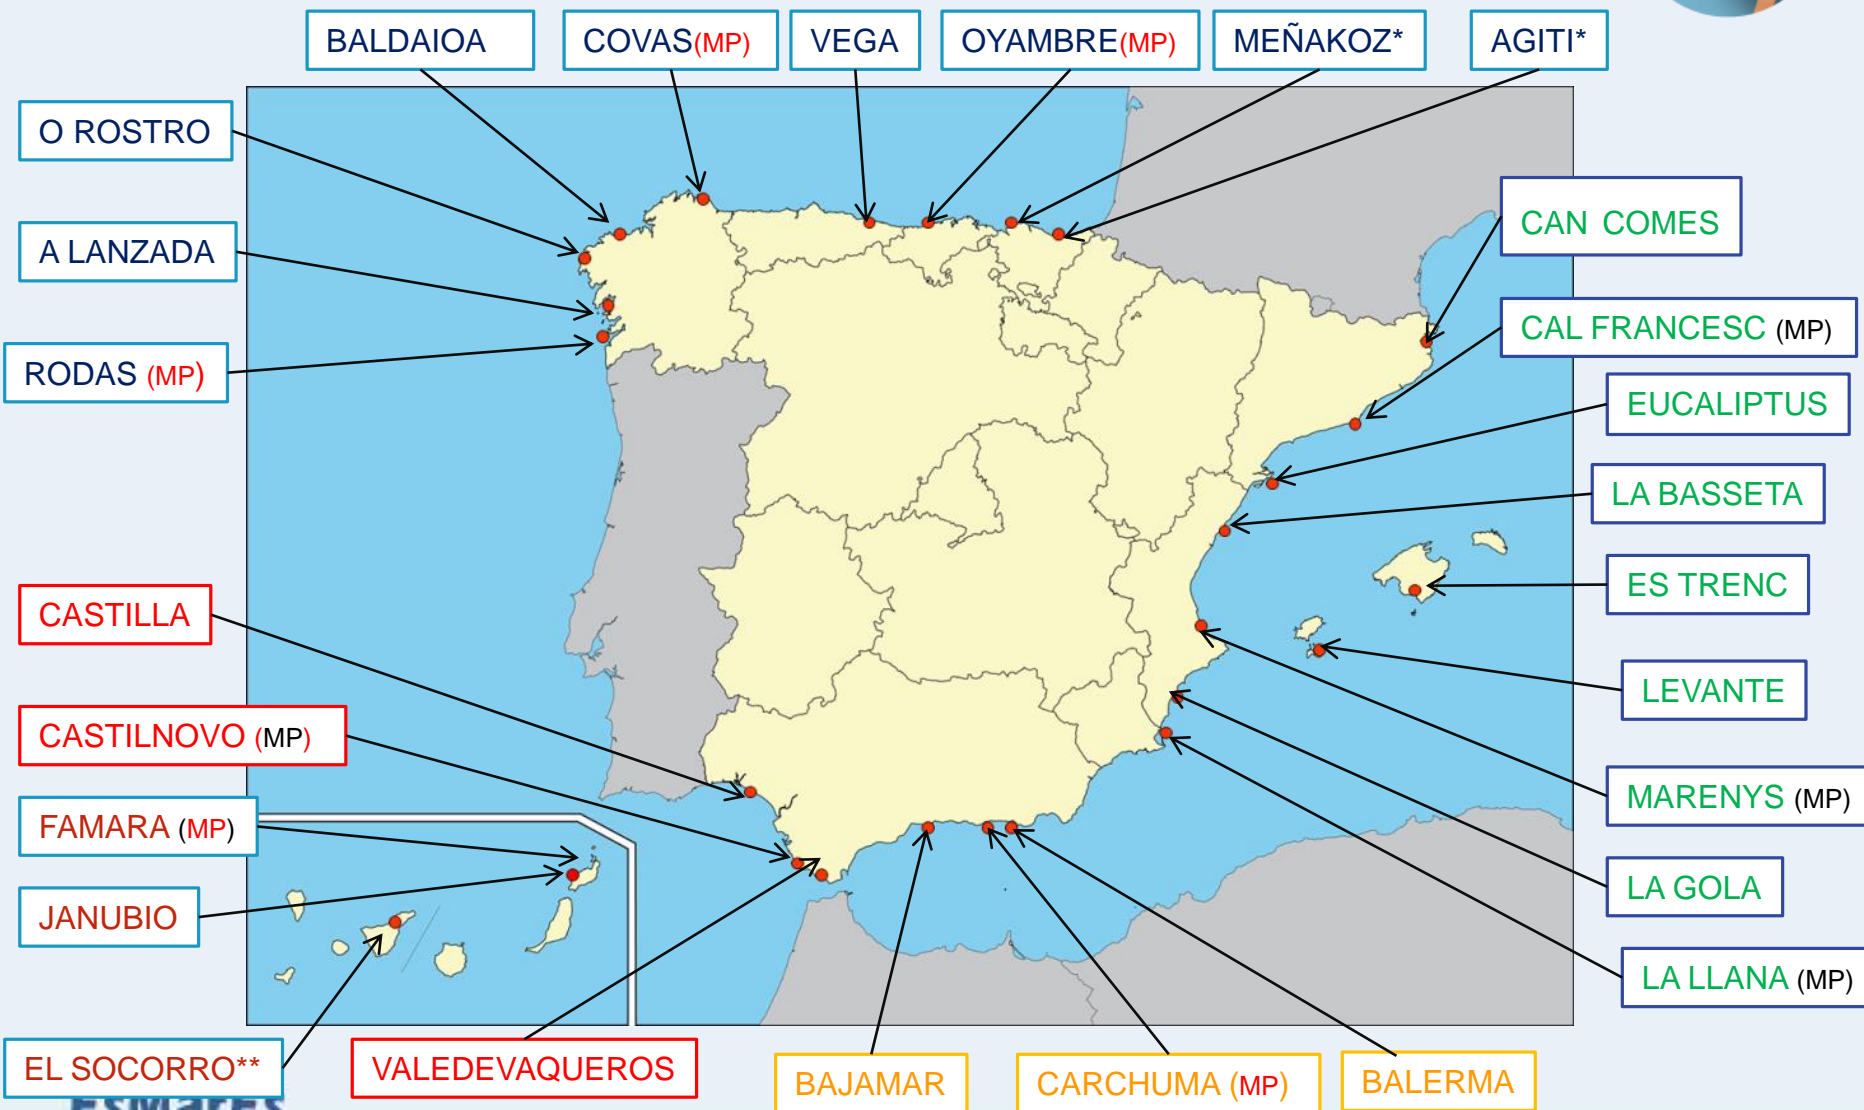 BALDAIOA
COVAS(MP)
VEGA
OYAMBRE(MP)
MEÑAKOZ*
AGITI*
O ROSTRO
A LANZADA
RODAS (MP)
CAN COMES
CAL FRANCESC (MP)
EUCALIPTUS
LA BASSETA
ES TRENC
LEVANTE
MARENYS (MP)
LA GOLA
LA LLANA (MP)
CASTILLA
CASTILNOVO (MP)
FAMARA (MP)
JANUBIO
EL SOCORRO**
VALEDEVAQUEROS
BAJAMAR
CARCHUMA (MP)
BALERMA
EsMarEs